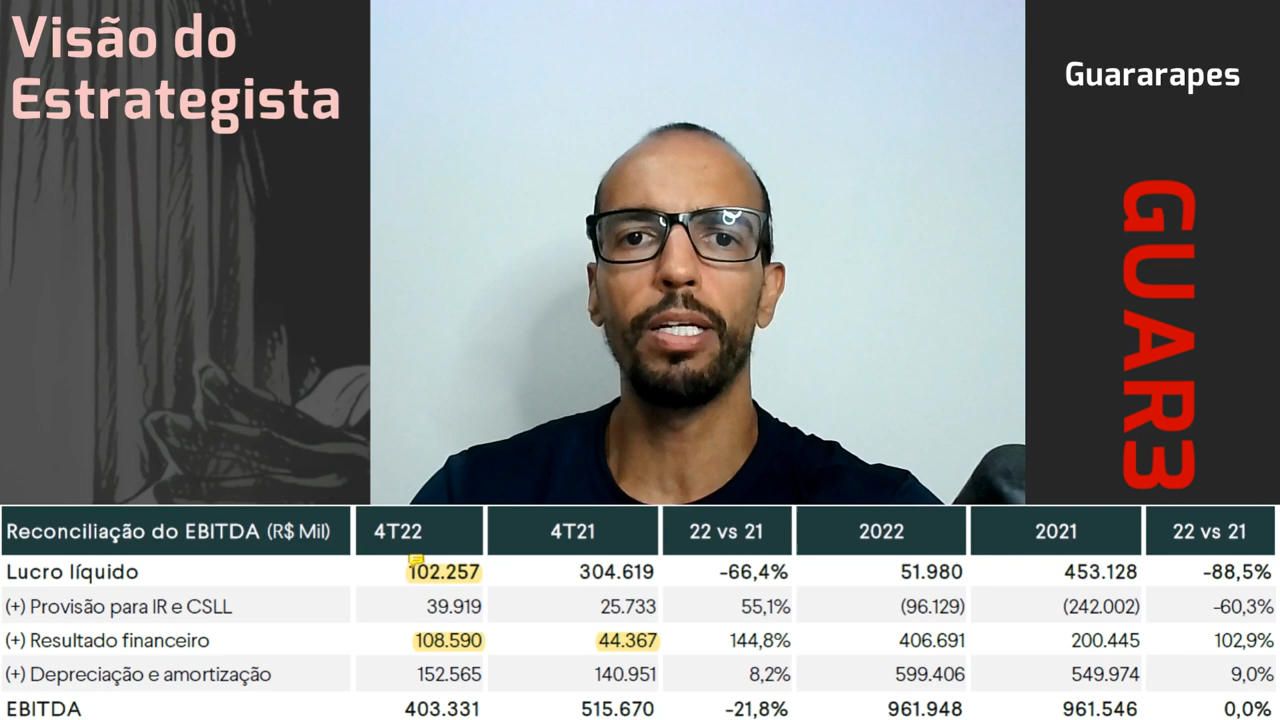 Visão do
Estrategista
Guararapes
GUAR3
Reconciliação do EBITDA (R$ Mil) 4T22 4T21 22 vs 21 2022 2021 22 vs 21
Lucro líquido 102.257 304.619 -66,4% 51.980 453.128 -88,5%
(+) Provisão para IR e CSLL 39.919 25.733 55,1% (96.129) (242.002) -60,3%
(+) Resultado financeiro 108.590 44.367 144,8% 406.691 200.445 102,9%
(+) Depreciação e amortização 152.565 140.951 8,2% 599.406 549.974 9,0%
EBITDA 403.331 515.670 -21,8% 961.948 961.546 0,0%